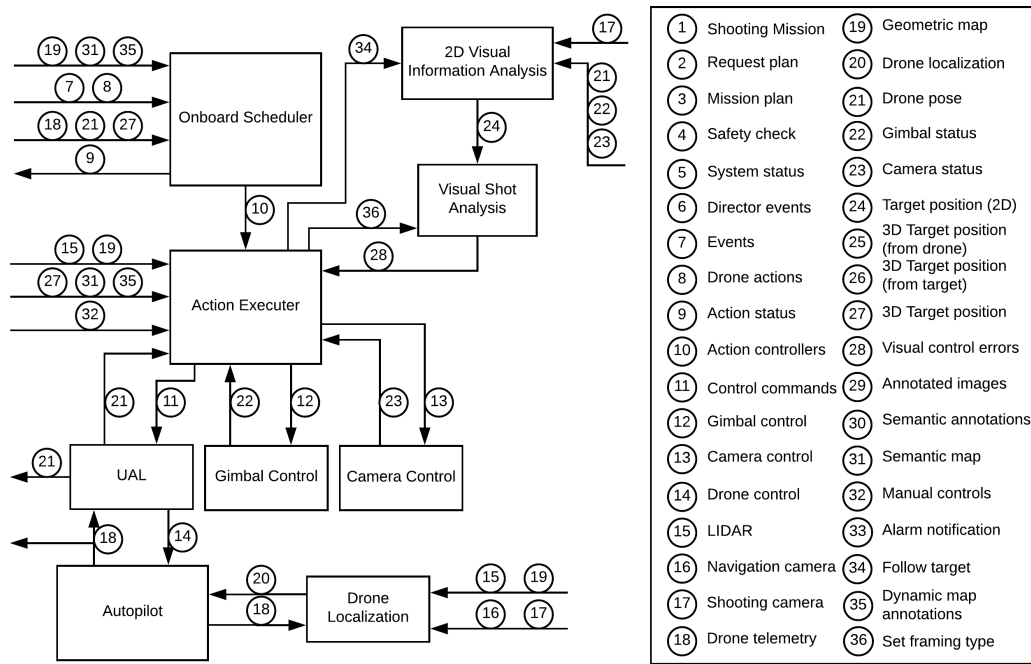 19 31 35
7 8
18 21 27
9
Onboard Scheduler
10
34
2D Visual
Information Analysis
17
21
22
23
24
Visual Shot
Analysis
36
28
15 19
27 31 35
32
Action Executer
21
11
22
12
23
13
21
UAL
Gimbal Control
Camera Control
18
14
Autopilot
20
18
Drone
Localization
15 19
16 17
1 Shooting Mission
2 Request plan
3 Mission plan
4 Safety check
5 System status
6 Director events
7 Events
8 Drone actions
9 Action status
10 Action controllers
11 Control commands
12 Gimbal control
13 Camera control
14 Drone control
15 LIDAR
16 Navigation camera
17 Shooting camera
18 Drone telemetry
19 Geometric map
20 Drone localization
21 Drone pose
22 Gimbal status
23 Camera status
24 Target position (2D)
25 3D Target position
(from drone)
26 3D Target position
(from target)
27 3D Target position
28 Visual control errors
29 Annotated images
30 Semantic annotations
31 Semantic map
32 Manual controls
33 Alarm notification
34 Follow target
35 Dynamic map
annotations
36 Set framing type